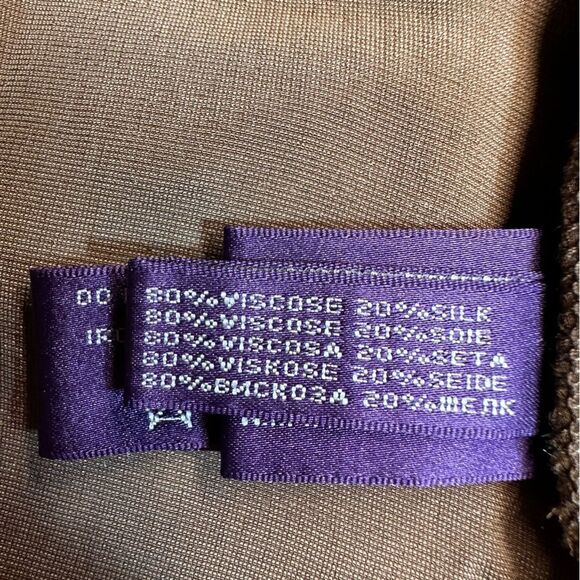 80%VISCOSE 20%SILK
80%VISCOSE 20%SOIE
80%VISCOSA 20%SETA
80%VISKOSE 20%SEIDE
80%ВИСКОЗА 20%ШЕЛК